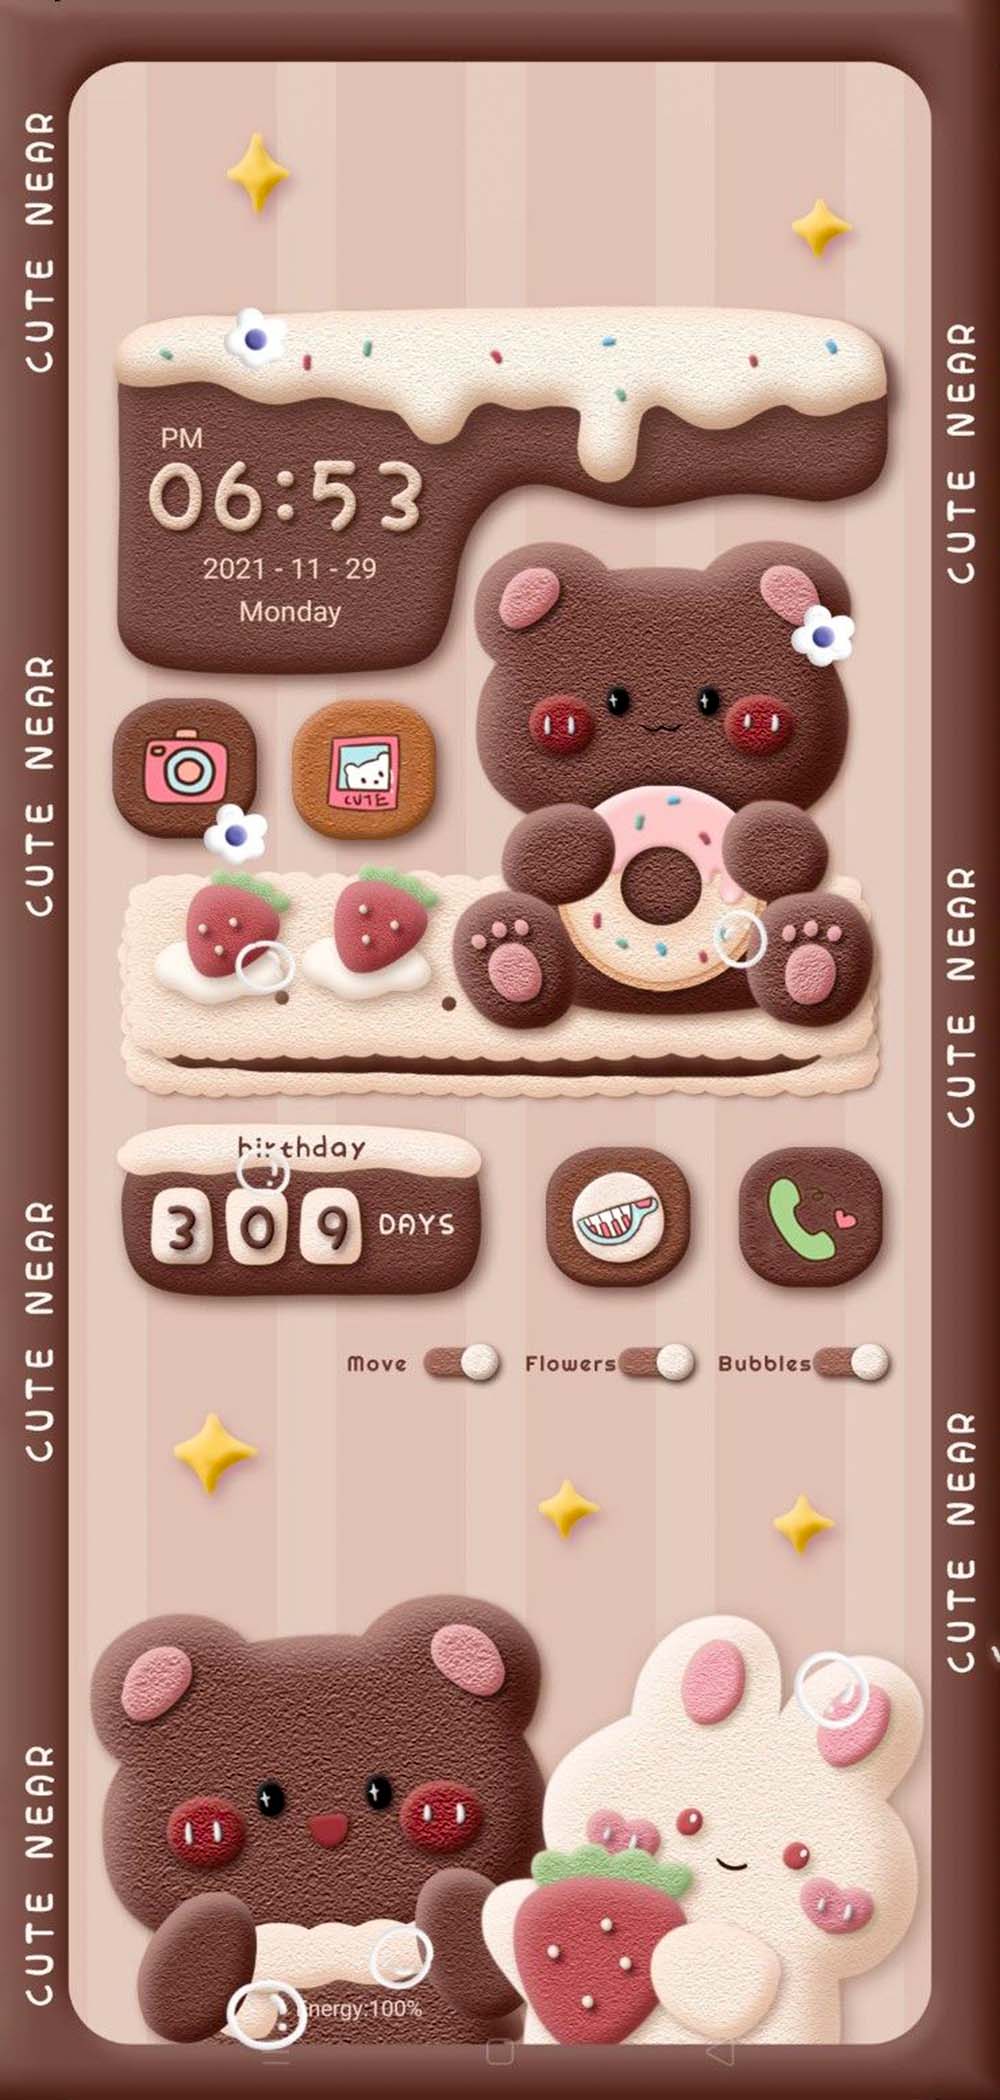 CUTE NEAR
CUTE NEAR
CUTE NEAR
CUTE NEAR
PM
06:53
2021 - 11 - 29
Monday
CUTE
birthday
309 DAYS
Move Flowers Bubbles
Energy:100%
CUTE NEAR
CUTE NEAR
CUTE NEAR